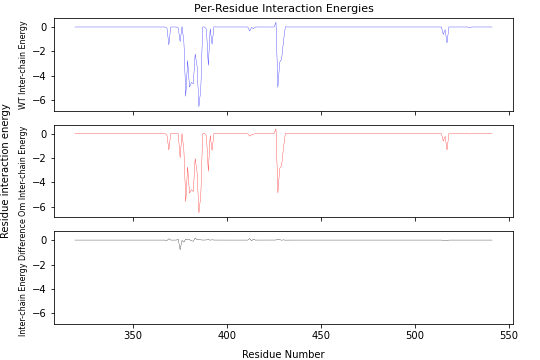 Per-Residue Interaction Energies
Residue interaction energy
WT Inter-chain Energy
0
−2
−4
−6
Om Inter-chain Energy
0
−2
−4
−6
Inter-chain Energy Difference
0
−2
−4
−6
350
400
450
500
550
Residue Number